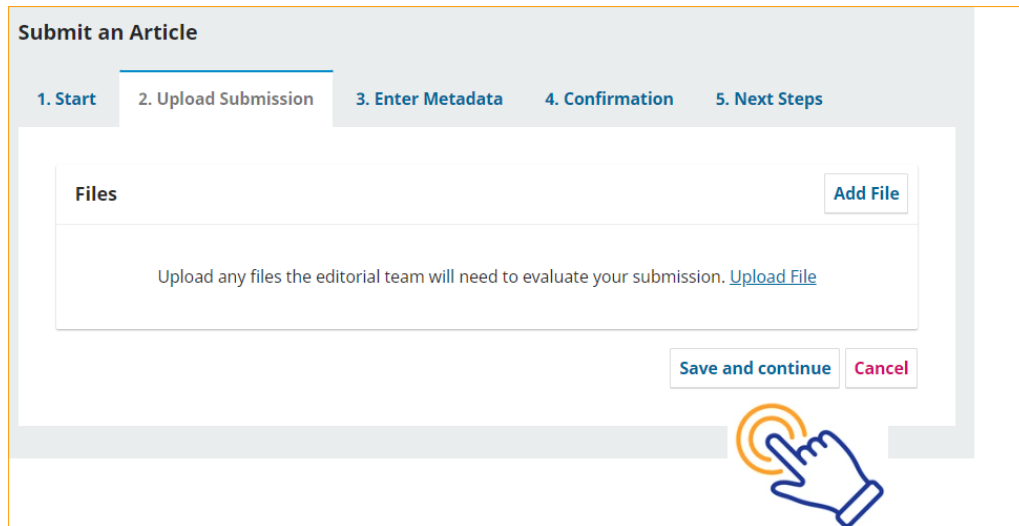 Submit an Article
1. Start 2. Upload Submission 3. Enter Metadata 4. Confirmation 5. Next Steps
Files Add File
Upload any files the editorial team will need to evaluate your submission. Upload File
Save and continue Cancel